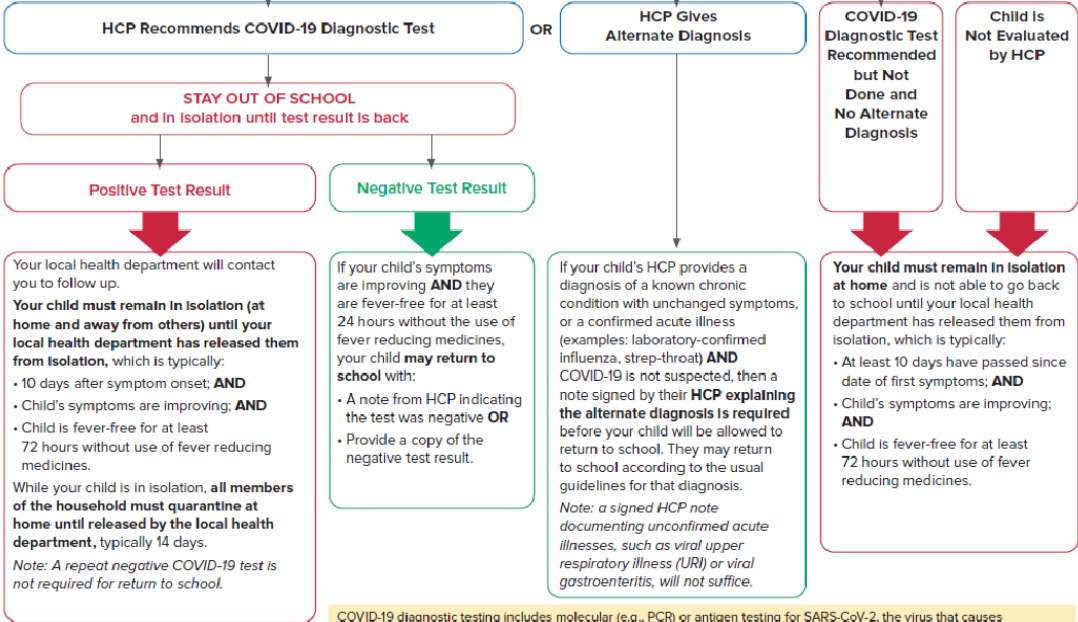 HCP Recommends COVID-19 Diagnostic Test
OR
HCP Gives
Alternate Diagnosis
COVID-19
Diagnostic Test
Recommended
but Not
Done and
No Alternate
Diagnosis
Child is
Not Evaluated
by HCP
STAY OUT OF SCHOOL
and in isolation until test result is back
Positive Test Result
Negative Test Result
Your local health department will contact
you to follow up.
Your child must remain in isolation (at
home and away from others) until your
local health department has released them
from isolation, which is typically:
• 10 days after symptom onset; AND
• Child's symptoms are improving; AND
• Child is fever-free for at least
72 hours without use of fever reducing
medicines.
While your child is in isolation, all members
of the household must quarantine at
home until released by the local health
department, typically 14 days.
Note: A repeat negative COVID-19 test is
not required for return to school.
If your child's symptoms
are improving AND they
are fever-free for at least
24 hours without the use of
fever reducing medicines,
your child may return to
school with:
• A note from HCP indicating
the test was negative OR
• Provide a copy of the
negative test result.
If your child's HCP provides a
diagnosis of a known chronic
condition with unchanged symptoms,
or a confirmed acute illness
(examples: laboratory-confirmed
influenza, strep-throat) AND
COVID-19 is not suspected, then a
note signed by their HCP explaining
the alternate diagnosis is required
before your child will be allowed to
return to school. They may return
to school according to the usual
guidelines for that diagnosis.
Note: a signed HCP note
documenting unconfirmed acute
illnesses, such as viral upper
respiratory illness (URI) or viral
gastroenteritis, will not suffice.
Your child must remain in isolation
at home and is not able to go back
to school until your local health
department has released them from
isolation, which is typically:
• At least 10 days have passed since
date of first symptoms; AND
• Child's symptoms are improving;
AND
• Child is fever-free for at least
72 hours without use of fever
reducing medicines.
COVID-19 diagnostic testing includes molecular (e.g., PCR) or antigen testing for SARS-CoV-2, the virus that causes